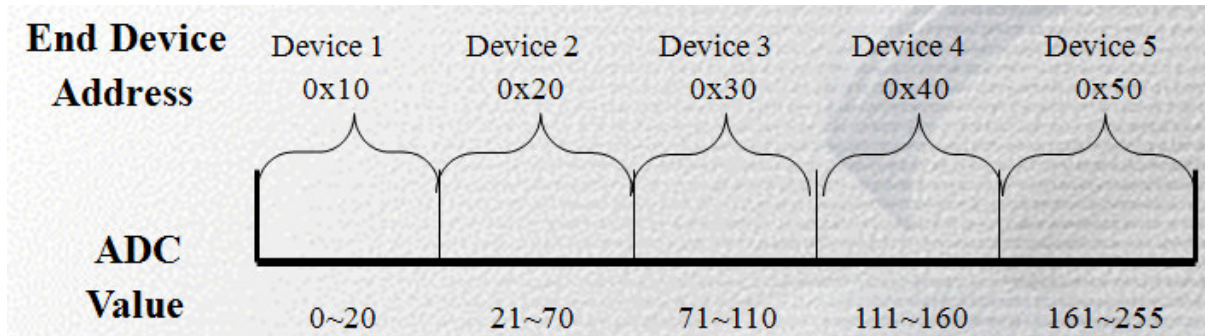 End Device Address
Device 1 Device 2 Device 3 Device 4 Device 5
0x10 0x20 0x30 0x40 0x50
ADC Value
0~20 21~70 71~110 111~160 161~255